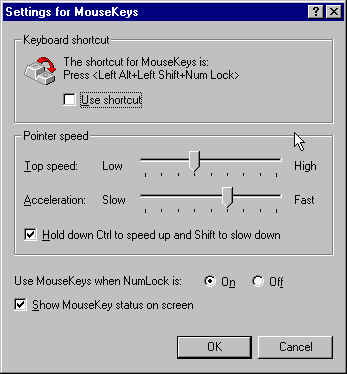 Settings for MouseKeys
Keyboard shortcut
The shortcut for MouseKeys is:
Press <Left Alt+Left Shift+Num Lock>
Use shortcut
Pointer speed
Top speed: Low High
Acceleration: Slow Fast
Hold down Ctrl to speed up and Shift to slow down
Use MouseKeys when NumLock is: On Off
Show MouseKey status on screen
OK Cancel